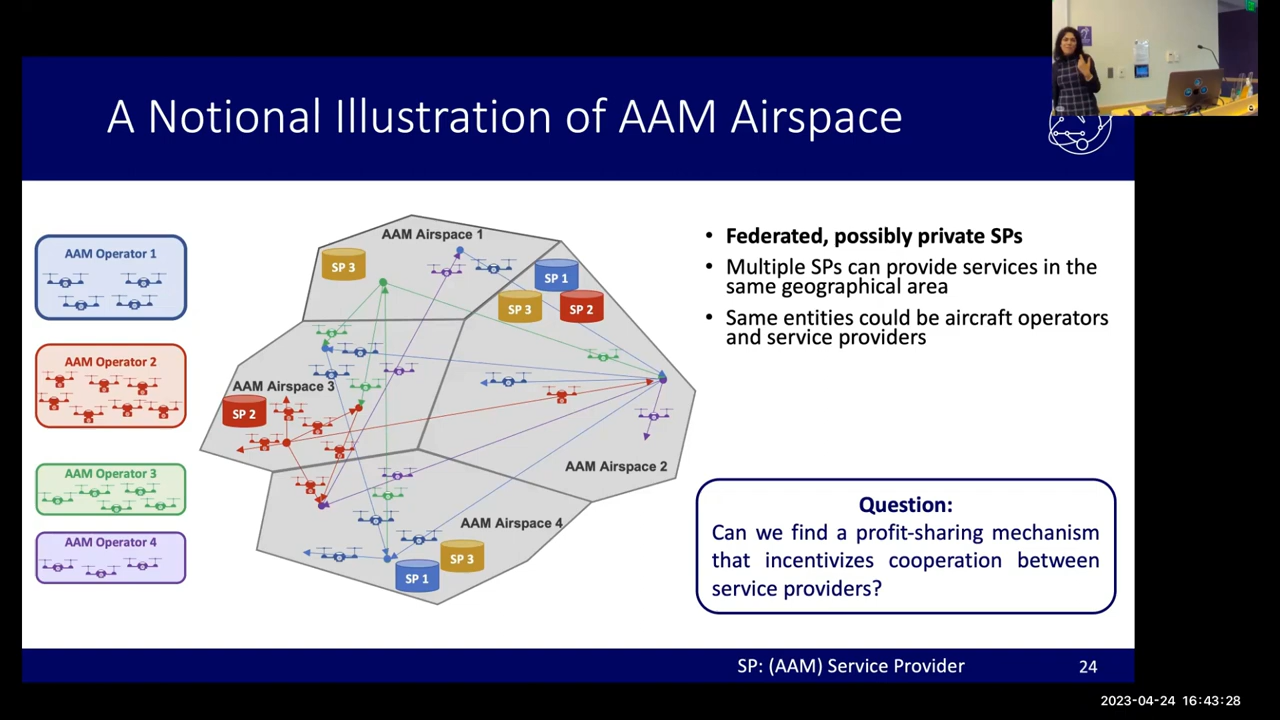 A Notional Illustration of AAM Airspace
AAM Operator 1
AAM Operator 2
AAM Operator 3
AAM Operator 4
AAM Airspace 1
SP 3
SP 1
SP 3
SP 2
AAM Airspace 3
SP 2
AAM Airspace 2
AAM Airspace 4
SP 3
SP 1
• Federated, possibly private SPs
• Multiple SPs can provide services in the
same geographical area
• Same entities could be aircraft operators
and service providers
Question:
Can we find a profit-sharing mechanism
that incentivizes cooperation between
service providers?
SP: (AAM) Service Provider
24
2023-04-24 16:43:28